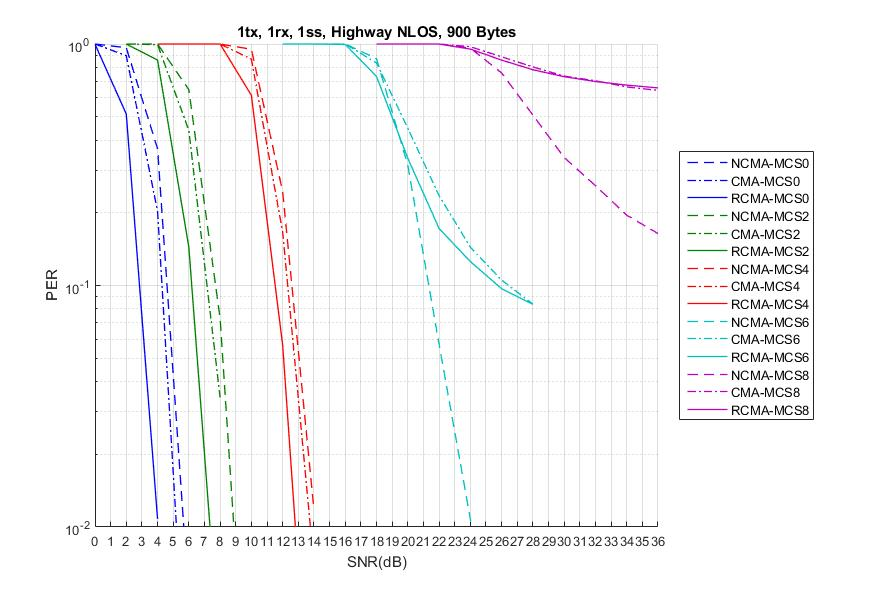 1tx, 1rx, 1ss, Highway NLOS, 900 Bytes
10^0
10^-1
10^-2
PER
0 1 2 3 4 5 6 7 8 9 10 11 12 13 14 15 16 17 18 19 20 21 22 23 24 25 26 27 28 29 30 31 32 33 34 35 36
SNR(dB)
NCMA-MCS0
CMA-MCS0
RCMA-MCS0
NCMA-MCS2
CMA-MCS2
RCMA-MCS2
NCMA-MCS4
CMA-MCS4
RCMA-MCS4
NCMA-MCS6
CMA-MCS6
RCMA-MCS6
NCMA-MCS8
CMA-MCS8
RCMA-MCS8